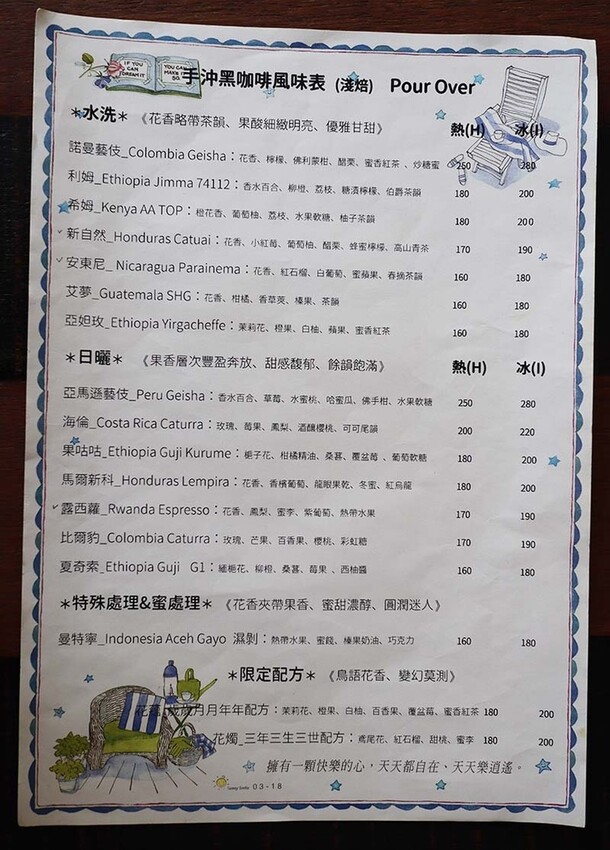 IF YOU CAN DREAM IT YOU CAN MAKE IT SO.
手沖黑咖啡風味表 (淺焙) Pour Over
*水洗* 《花香略帶茶韻、果酸細緻明亮、優雅甘甜》 熱(H) 冰(I)
諾曼藝伎_Colombia Geisha：花香、檸檬、佛利蒙柑、醋栗、蜜香紅茶、炒糖蜜 250 280
利姆_Ethiopia Jimma 74112：香水百合、柳橙、荔枝、糖漬檸檬、伯爵茶韻 180 200
希姆_Kenya AA TOP：橙花香、葡萄柚、荔枝、水果軟糖、柚子茶韻 180 200
新自然_Honduras Catuai：花香、小紅莓、葡萄柚、醋栗、蜂蜜檸檬、高山青茶 170 190
安東尼_ Nicaragua Parainema：花香、紅石榴、白葡萄、蜜蘋果、春摘茶韻 160 180
艾夢_Guatemala SHG：花香、柑橘、香草莢、榛果、茶韻 160 180
亞妲玫_Ethiopia Yirgacheffe：茉莉花、橙果、白柚、蘋果、蜜香紅茶 160 180
*日曬* 《果香層次豐盈奔放、甜感馥郁、餘韻飽滿》 熱(H) 冰(I)
亞馬遜藝伎_Peru Geisha：香水百合、草莓、水蜜桃、哈蜜瓜、佛手柑、水果軟糖 250 280
海倫_Costa Rica Caturra：玫瑰、莓果、鳳梨、酒釀櫻桃、可可尾韻 200 220
果咕咕_Ethiopia Guji Kurume：梔子花、柑橘精油、桑葚、覆盆莓、葡萄軟糖 180 200
馬爾新科_Honduras Lempira：花香、香檳葡萄、龍眼果乾、冬蜜、紅烏龍 180 200
露西蘿_Rwanda Espresso：花香、鳳梨、蜜李、紫葡萄、熱帶水果 170 190
比爾豹_Colombia Caturra：玫瑰、芒果、百香果、櫻桃、彩虹糖 170 190
夏奇索_Ethiopia Guji G1：緬梔花、柳橙、桑葚、莓果、西柚醬 160 180
*特殊處理&蜜處理* 《花香夾帶果香、蜜甜濃醇、圓潤迷人》
曼特寧_Indonesia Aceh Gayo 濕剝：熱帶水果、蜜餞、榛果奶油、巧克力 160 180
*限定配方* 《鳥語花香、變幻莫測》
歲歲月月年年配方：茉莉花、橙果、白柚、百香果、覆盆莓、蜜香紅茶 180 200
花燭_三年三生三世配方：鳶尾花、紅石榴、甜桃、蜜李 180 200
擁有一顆快樂的心，天天都自在、天天樂逍遙。
03-18